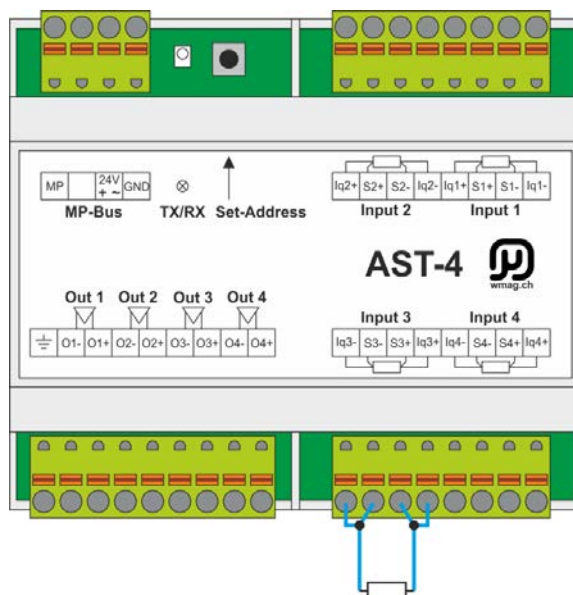 MP 24V + ~ GND
MP-Bus TX/RX Set-Address
Iq2+ S2+ S2- Iq2- Iq1+ S1+ S1- Iq1-
Input 2 Input 1
AST-4
wmag.ch
Out 1 Out 2 Out 3 Out 4
O1- O1+ O2- O2+ O3- O3+ O4- O4+
Input 3 Input 4
Iq3- S3- S3+ Iq3+ Iq4- S4- S4+ Iq4+